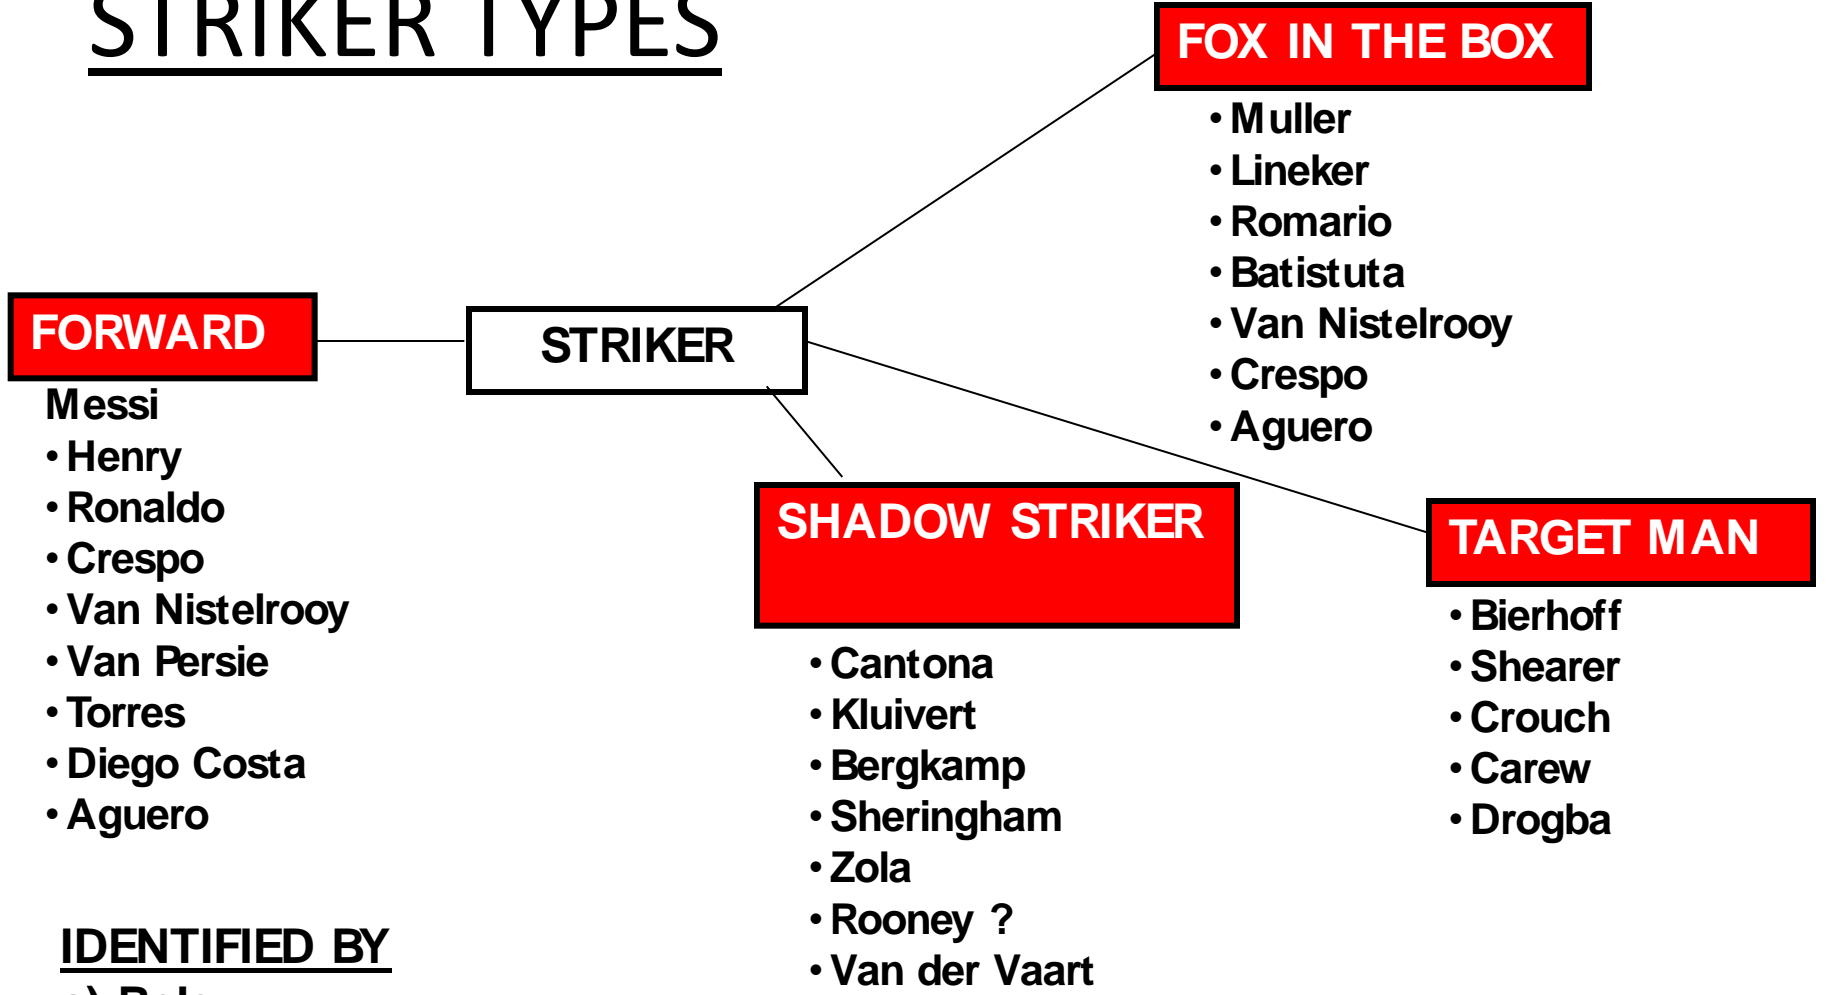 STRIKER TYPES
FOX IN THE BOX
• Muller
• Lineker
• Romario
• Batistuta
• Van Nistelrooy
• Crespo
• Aguero
FORWARD
Messi
• Henry
• Ronaldo
• Crespo
• Van Nistelrooy
• Van Persie
• Torres
• Diego Costa
• Aguero
STRIKER
SHADOW STRIKER
• Cantona
• Kluivert
• Bergkamp
• Sheringham
• Zola
• Rooney ?
• Van der Vaart
TARGET MAN
• Bierhoff
• Shearer
• Crouch
• Carew
• Drogba
IDENTIFIED BY